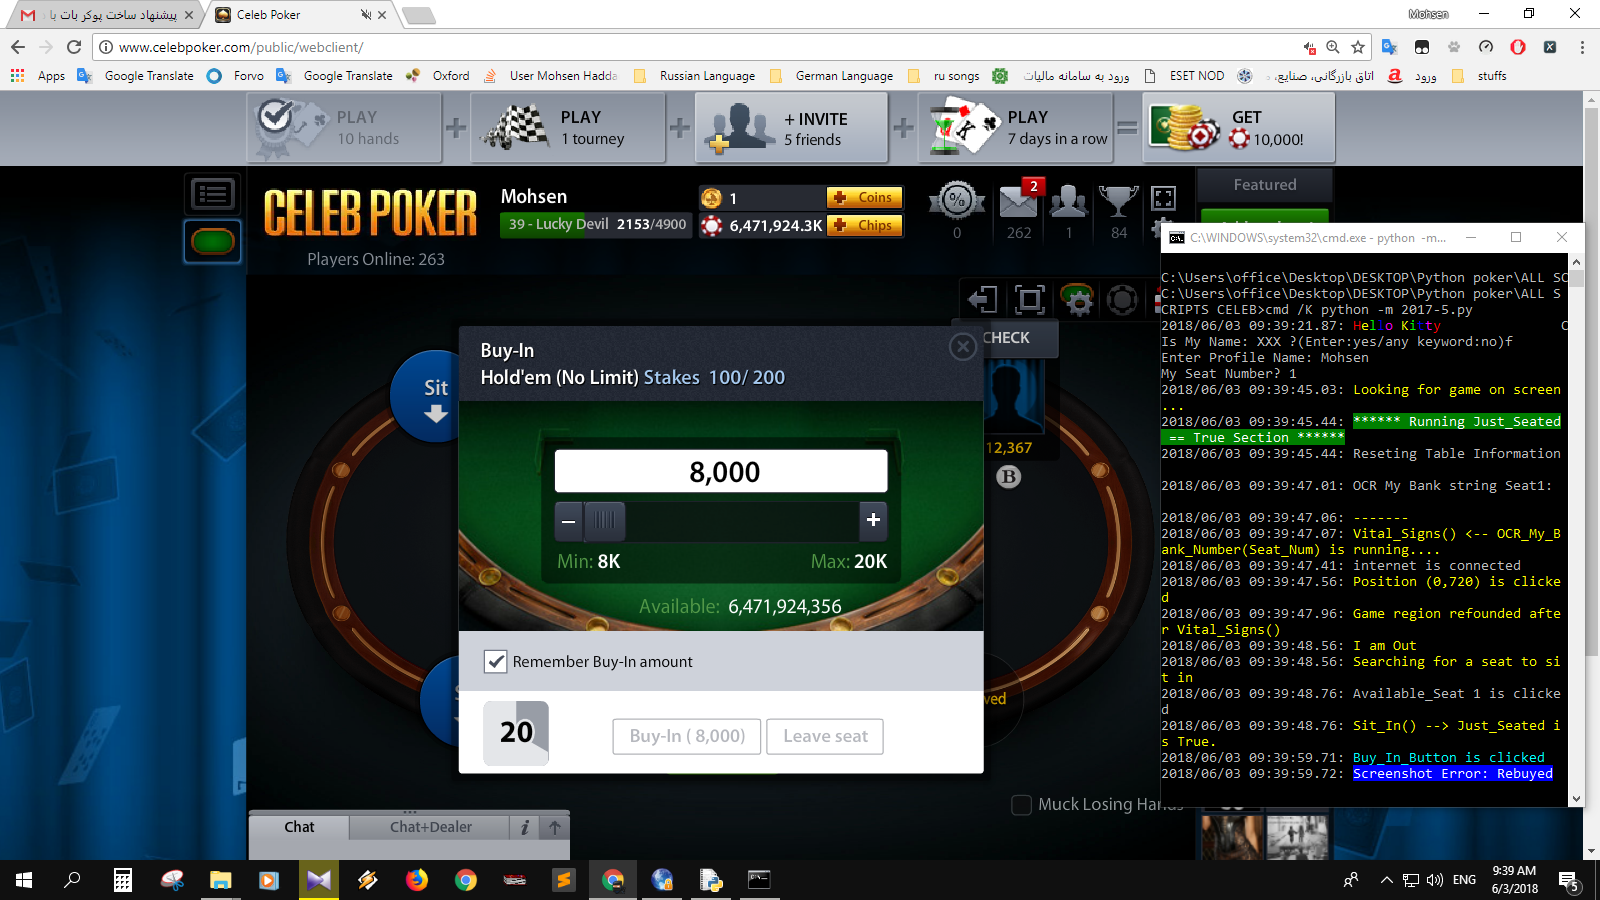 پیشنهاد ساخت پوکر بات با
Celeb Poker
Mohsen
www.celebpoker.com/public/webclient/
Apps
Google Translate
Forvo
Google Translate
Oxford
User Mohsen Hadda
Russian Language
German Language
ru songs
ورود به سامانه مالیات
ESET NOD
اتاق بازرگانی، صنایع،
ورود
stuffs
PLAY
10 hands
PLAY
1 tourney
+ INVITE
5 friends
PLAY
7 days in a row
GET
10,000!
CELEB POKER
Players Online: 263
Mohsen
39 - Lucky Devil 2153/4900
1
Coins
6,471,924.3K
Chips
%
0
2
262
1
84
Featured
CHECK
Sit
12,367
B
Buy-In
Hold'em (No Limit) Stakes 100/ 200
8,000
Min: 8K
Max: 20K
Available: 6,471,924,356
Remember Buy-In amount
20
Buy-In ( 8,000)
Leave seat
Muck Losing Hands
Chat
Chat+Dealer
i
C:\WINDOWS\system32\cmd.exe - python -m...
C:\Users\office\Desktop\DESKTOP\Python poker\ALL SC
C:\Users\office\Desktop\DESKTOP\Python poker\ALL S
CRIPTS CELEB>cmd /K python -m 2017-5.py
2018/06/03 09:39:21.87: Hello Kitty C
Is My Name: XXX ?(Enter:yes/any keyword:no)f
Enter Profile Name: Mohsen
My Seat Number? 1
2018/06/03 09:39:45.03: Looking for game on screen
...
2018/06/03 09:39:45.44: ****** Running Just_Seated
== True Section ******
2018/06/03 09:39:45.44: Reseting Table Information
2018/06/03 09:39:47.01: OCR My Bank string Seat1:
2018/06/03 09:39:47.06: -------
2018/06/03 09:39:47.07: Vital_Signs() <-- OCR_My_B
ank_Number(Seat_Num) is running....
2018/06/03 09:39:47.41: internet is connected
2018/06/03 09:39:47.56: Position (0,720) is clicke
d
2018/06/03 09:39:47.96: Game region refounded afte
r Vital_Signs()
2018/06/03 09:39:48.56: I am Out
2018/06/03 09:39:48.56: Searching for a seat to si
t in
2018/06/03 09:39:48.76: Available_Seat 1 is clicke
d
2018/06/03 09:39:48.76: Sit_In() --> Just_Seated i
s True.
2018/06/03 09:39:59.71: Buy_In_Button is clicked
2018/06/03 09:39:59.72: Screenshot Error: Rebuyed
ENG
9:39 AM
6/3/2018
5